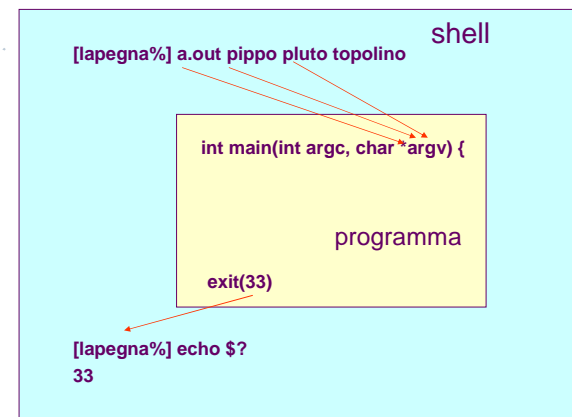 shell
[lapegna%] a.out pippo pluto topolino
int main(int argc, char *argv) {
programma
exit(33)
[lapegna%] echo $?
33